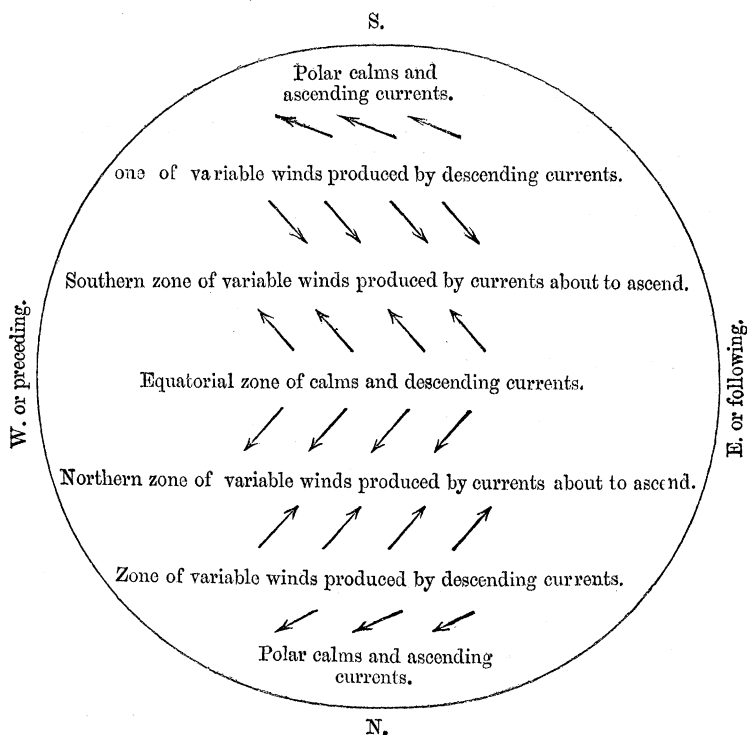 S.
Polar calms and
ascending currents.
one of variable winds produced by descending currents.
Southern zone of variable winds produced by currents about to ascend.
W. or preceding.
E. or following.
Equatorial zone of calms and descending currents.
Northern zone of variable winds produced by currents about to ascend.
Zone of variable winds produced by descending currents.
Polar calms and ascending
currents.
N.